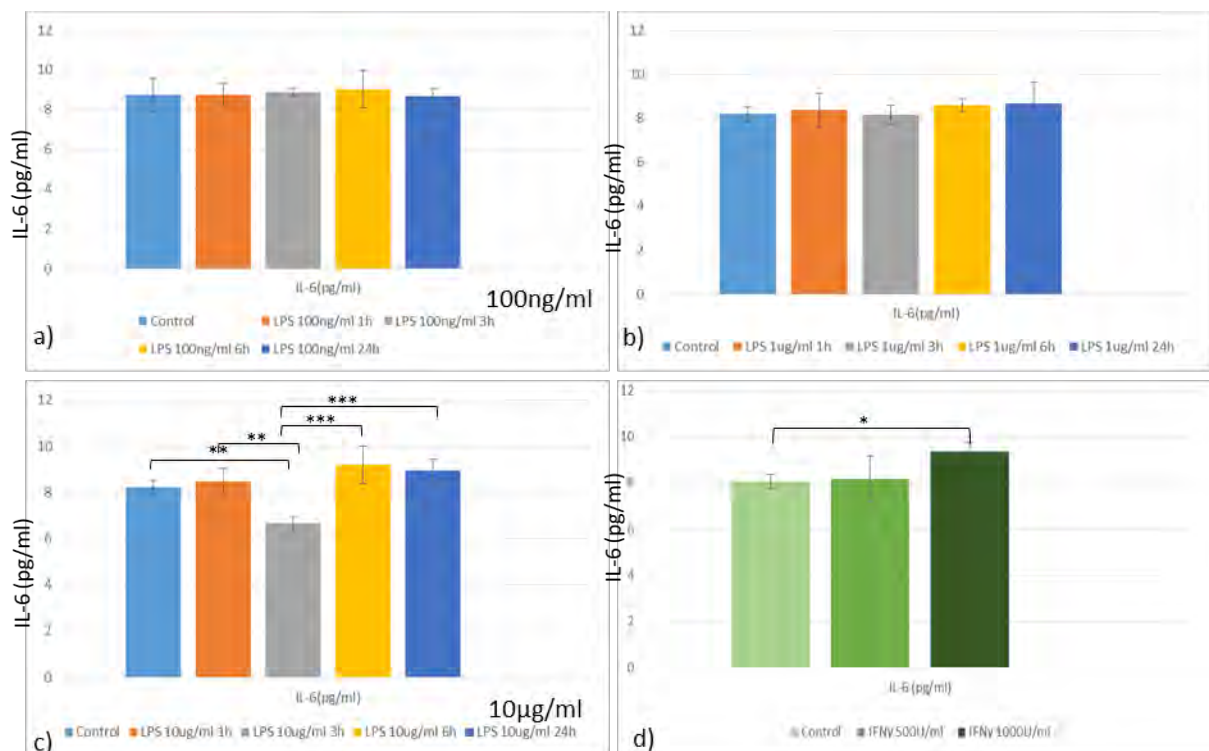 12
10
8
6
4
2
0
IL-6 (pg/ml)
IL-6(pg/ml)
100ng/ml
Control LPS 100ng/ml 1h LPS 100ng/ml 3h
LPS 100ng/ml 6h LPS 100ng/ml 24h
a)
12
10
8
6
4
2
0
IL-6 (pg/ml)
IL-6(pg/ml)
Control LPS 1ug/ml 1h LPS 1ug/ml 3h LPS 1ug/ml 6h LPS 1ug/ml 24h
b)
***
***
**
**
12
10
8
6
4
2
0
IL-6 (pg/ml)
IL-6(pg/ml)
10µg/ml
Control LPS 10ug/ml 1h LPS 10ug/ml 3h LPS 10ug/ml 6h LPS 10ug/ml 24h
c)
*
12
10
8
6
4
2
0
IL-6 (pg/ml)
IL-6 (pg/ml)
Control IFNγ 500U/ml IFNγ 1000U/ml
d)